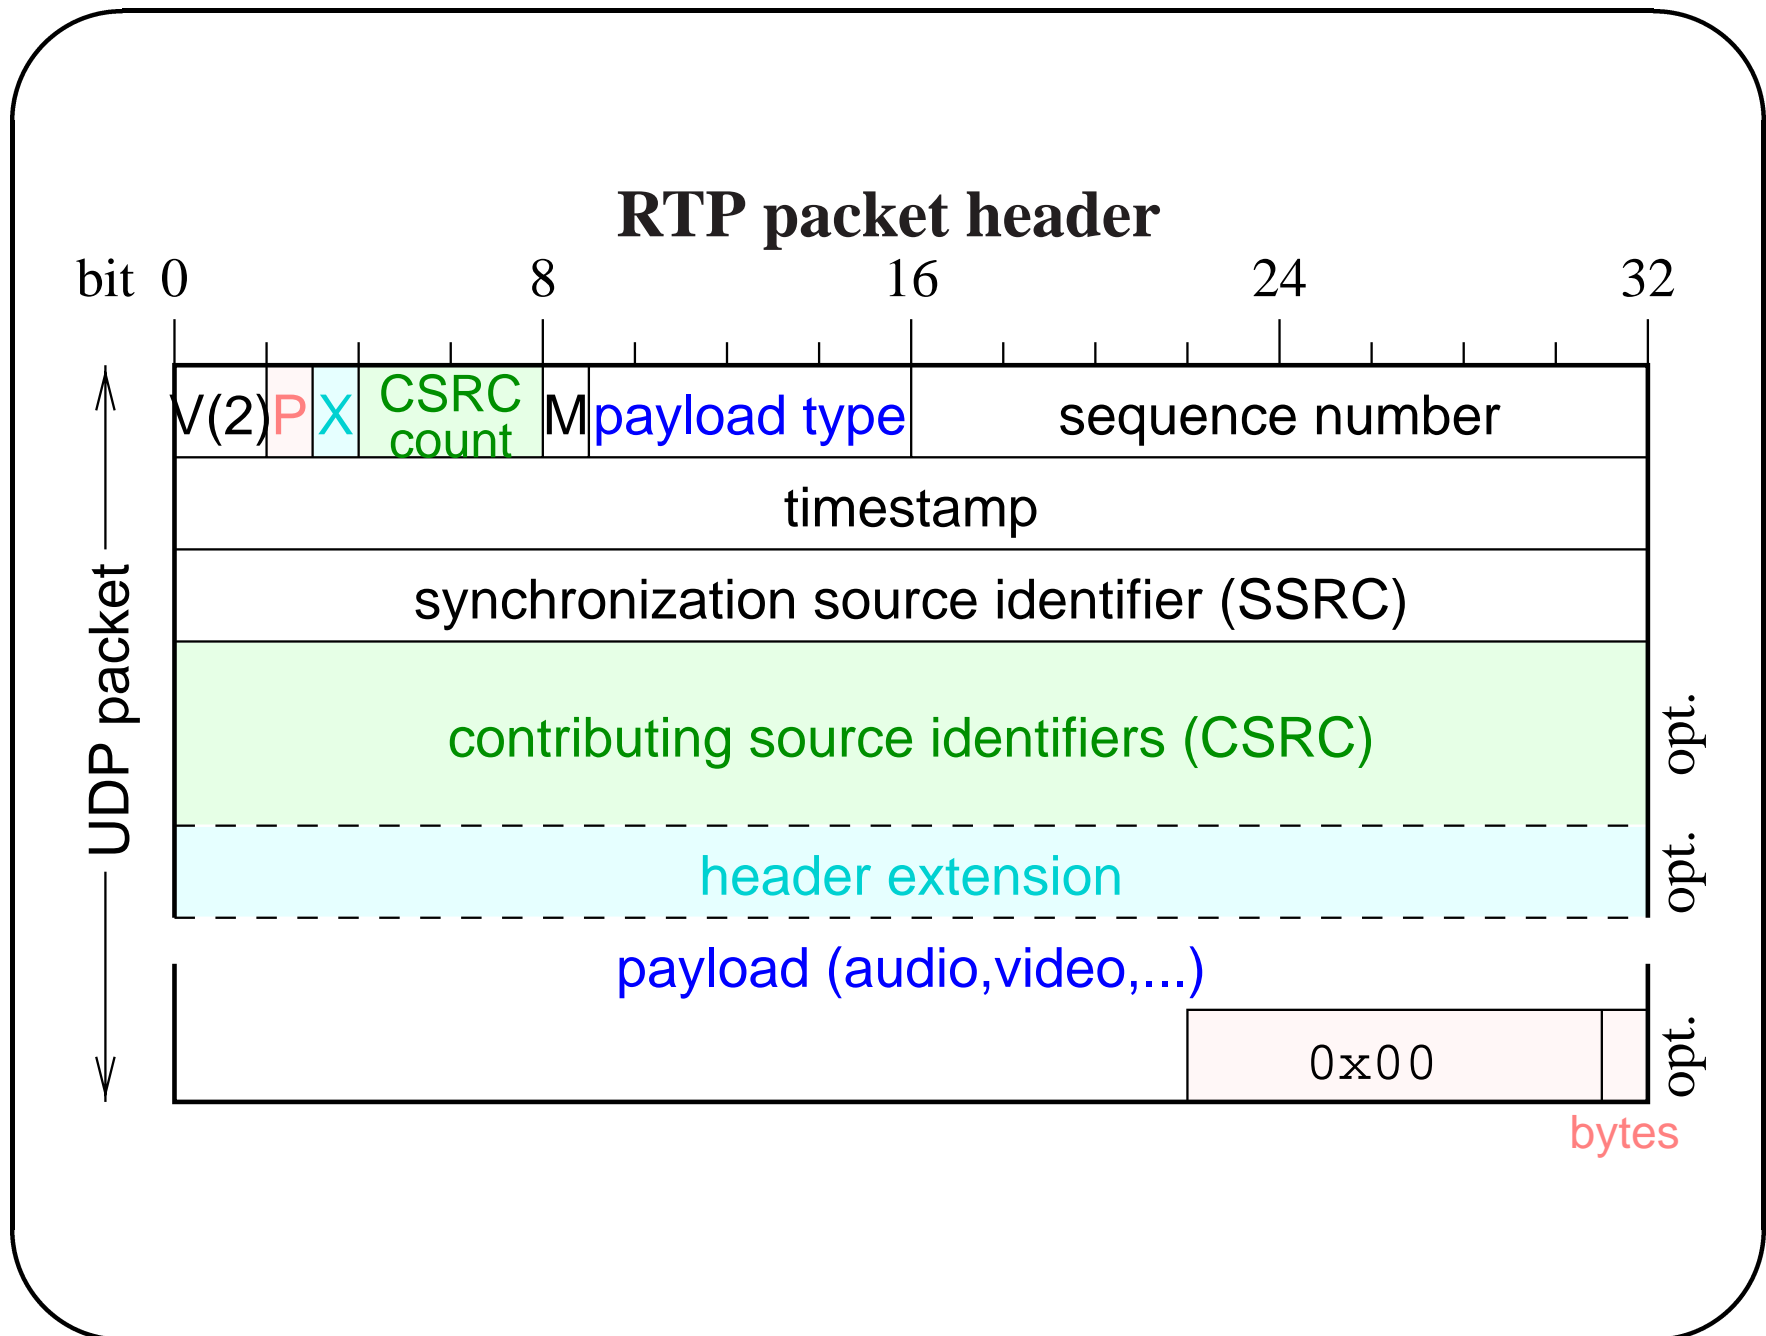 RTP packet header
bit 0 8 16 24 32
V(2) P X CSRC count M payload type sequence number
timestamp
synchronization source identifier (SSRC)
contributing source identifiers (CSRC)
opt.
header extension
opt.
payload (audio,video,...)
0x00
opt.
bytes
UDP packet